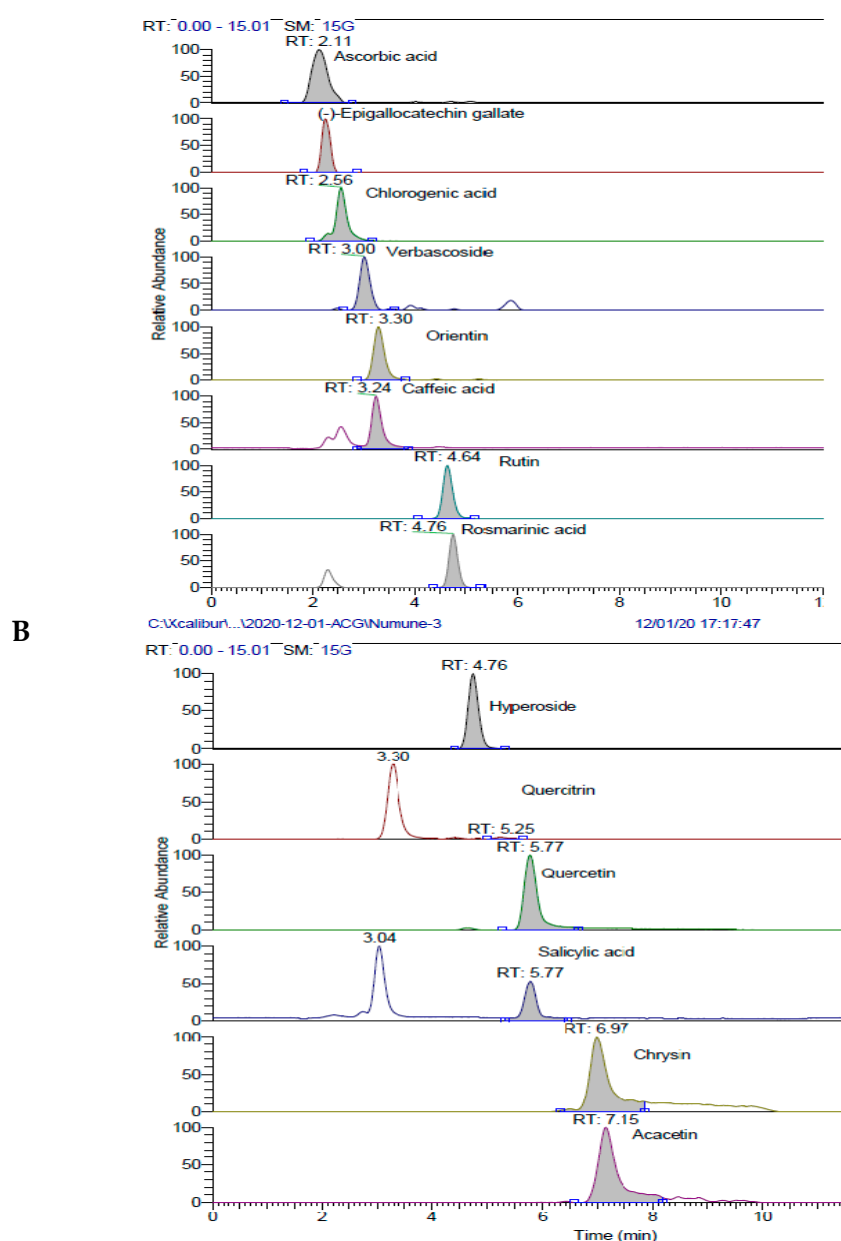 RT: 0.00 - 15.01 SM: 15G
RT: 2.11
100
Ascorbic acid
50
0
(-)-Epigallocatechin gallate
100
50
0
RT: 2.56
100
Chlorogenic acid
50
0
RT: 3.00
100
Verbascoside
50
0
RT: 3.30
100
Orientin
50
0
RT: 3.24
100
Caffeic acid
50
0
RT: 4.64
100
Rutin
50
0
RT: 4.76
100
Rosmarinic acid
50
0
Relative Abundance
0 2 4 6 8 10 1
B
C:\Xcalibur\...\2020-12-01-ACG\Numune-3 12/01/20 17:17:47
RT: 0.00 - 15.01 SM: 15G
RT: 4.76
100
Hyperoside
50
0
3.30
100
Quercitrin
50
RT: 5.25
0
RT: 5.77
100
Quercetin
50
0
3.04
100
Salicylic acid
RT: 5.77
50
0
RT: 6.97
100
Chrysin
50
0
RT: 7.15
100
Acacetin
50
0
Relative Abundance
0 2 4 6 8 10
Time (min)